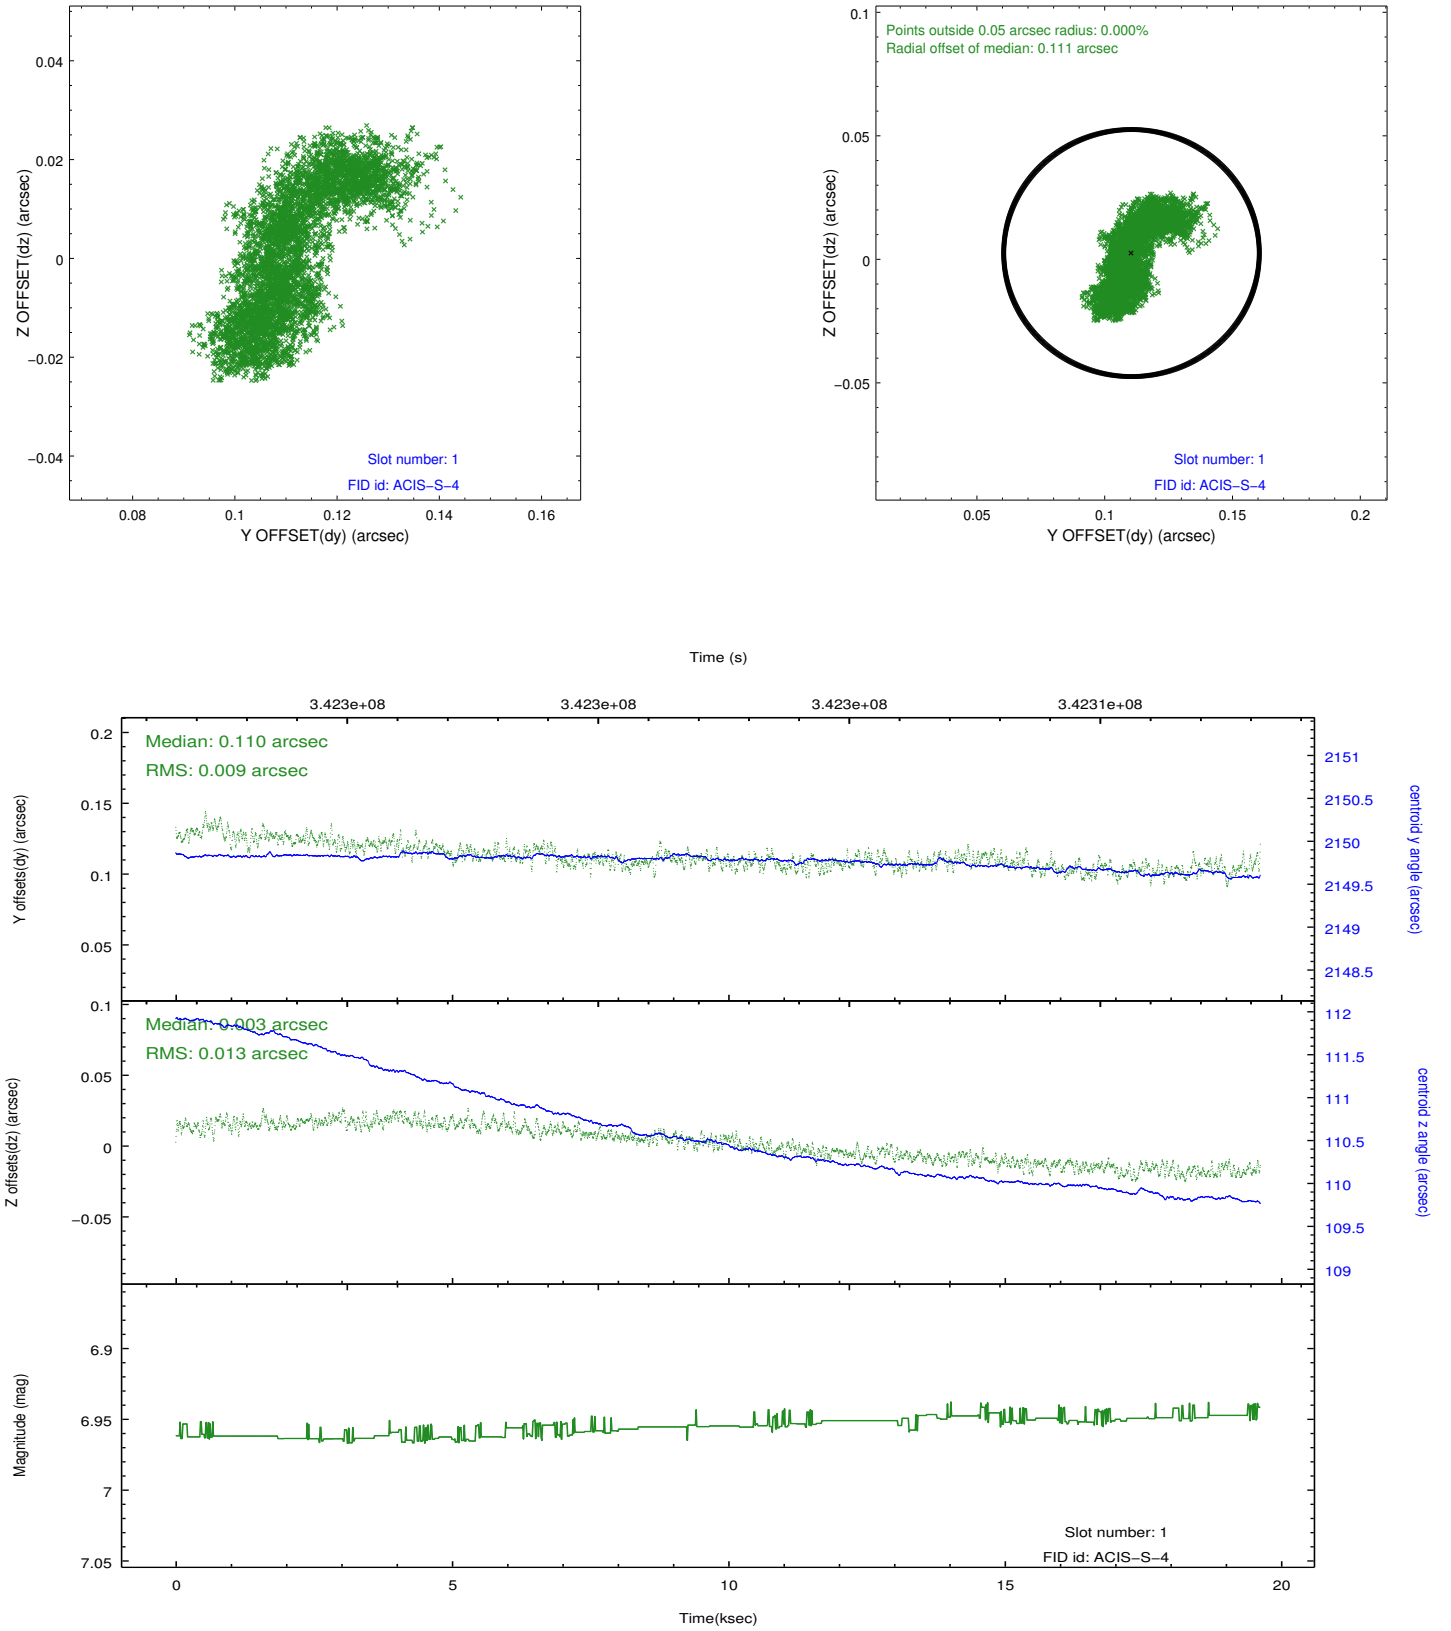 0.04
0.02
0
−0.02
−0.04
Z OFFSET(dz) (arcsec)
Slot number: 1
FID id: ACIS−S−4
0.08
0.1
0.12
0.14
0.16
Y OFFSET(dy) (arcsec)
Points outside 0.05 arcsec radius: 0.000%
Radial offset of median: 0.111 arcsec
0.1
0.05
0
−0.05
Z OFFSET(dz) (arcsec)
Slot number: 1
FID id: ACIS−S−4
0.05
0.1
0.15
0.2
Y OFFSET(dy) (arcsec)
Time (s)
3.423e+08
3.423e+08
3.423e+08
3.4231e+08
Median: 0.110 arcsec
RMS: 0.009 arcsec
0.2
0.15
0.1
0.05
Y offsets(dy) (arcsec)
2151
2150.5
2150
2149.5
2149
2148.5
centroid y angle (arcsec)
Median: 0.003 arcsec
RMS: 0.013 arcsec
0.1
0.05
0
−0.05
Z offsets(dz) (arcsec)
112
111.5
111
110.5
110
109.5
109
centroid z angle (arcsec)
6.9
6.95
7
7.05
Magnitude (mag)
Slot number: 1
FID id: ACIS−S−4
0
5
10
15
20
Time(ksec)